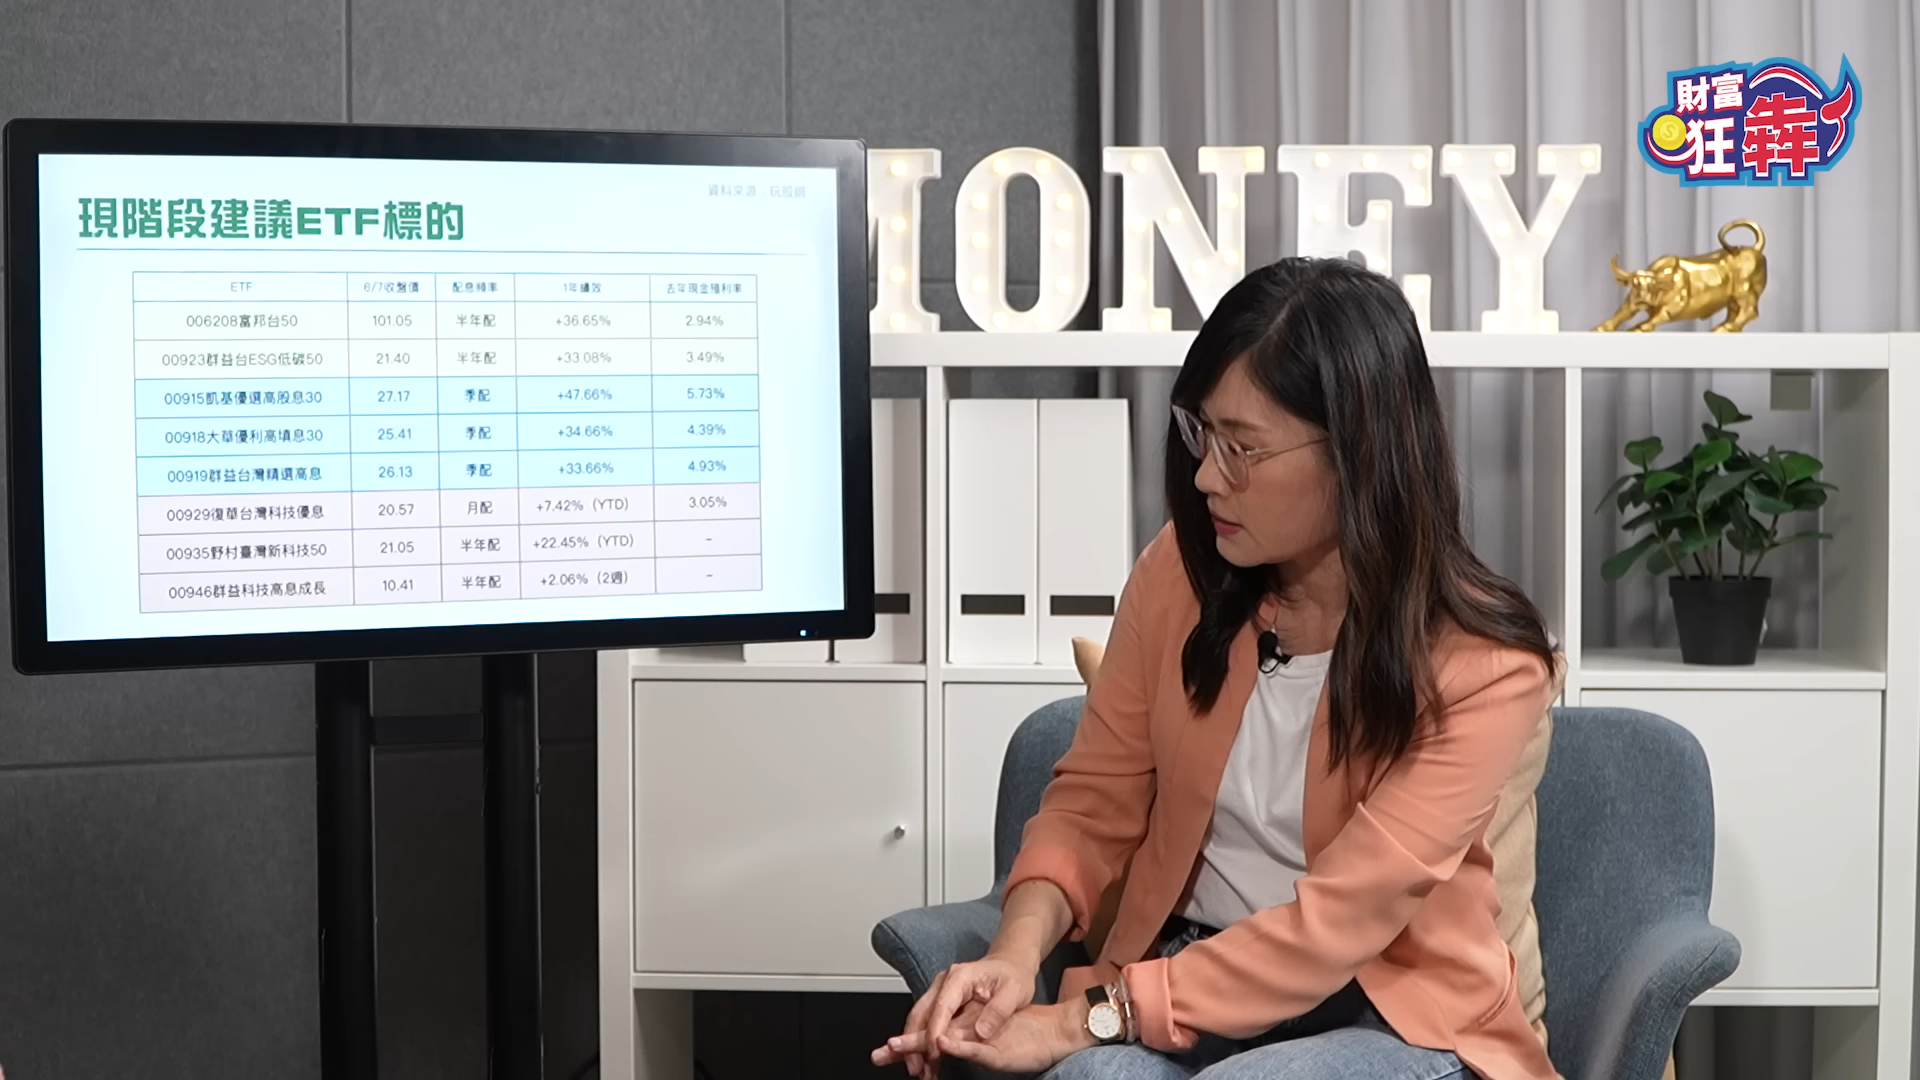 財富
狂犇
MONEY
資料來源：玩股網
現階段建議ETF標的
ETF 6/7收盤價 配息頻率 1年績效 去年現金殖利率
006208富邦台50 101.05 半年配 +36.65% 2.94%
00923群益台ESG低碳50 21.40 半年配 +33.08% 3.49%
00915凱基優選高股息30 27.17 季配 +47.66% 5.73%
00918大華優利高填息30 25.41 季配 +34.66% 4.39%
00919群益台灣精選高息 26.13 季配 +33.66% 4.93%
00929復華台灣科技優息 20.57 月配 +7.42%（YTD） 3.05%
00935野村臺灣新科技50 21.05 半年配 +22.45%（YTD） -
00946群益科技高息成長 10.41 半年配 +2.06%（2週） -